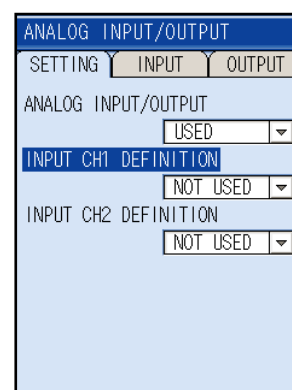 ANALOG INPUT/OUTPUT
SETTING INPUT OUTPUT
ANALOG INPUT/OUTPUT
USED
INPUT CH1 DEFINITION
NOT USED
INPUT CH2 DEFINITION
NOT USED